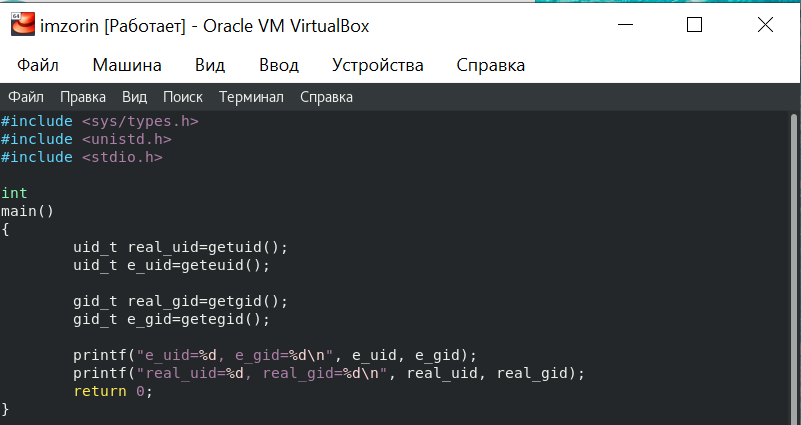 imzorin [Работает] - Oracle VM VirtualBox
Файл Машина Вид Ввод Устройства Справка
Файл Правка Вид Поиск Терминал Справка
#include <sys/types.h>
#include <unistd.h>
#include <stdio.h>
int
main()
{
        uid_t real_uid=getuid();
        uid_t e_uid=geteuid();
        gid_t real_gid=getgid();
        gid_t e_gid=getegid();
        printf("e_uid=%d, e_gid=%d\n", e_uid, e_gid);
        printf("real_uid=%d, real_gid=%d\n", real_uid, real_gid);
        return 0;
}